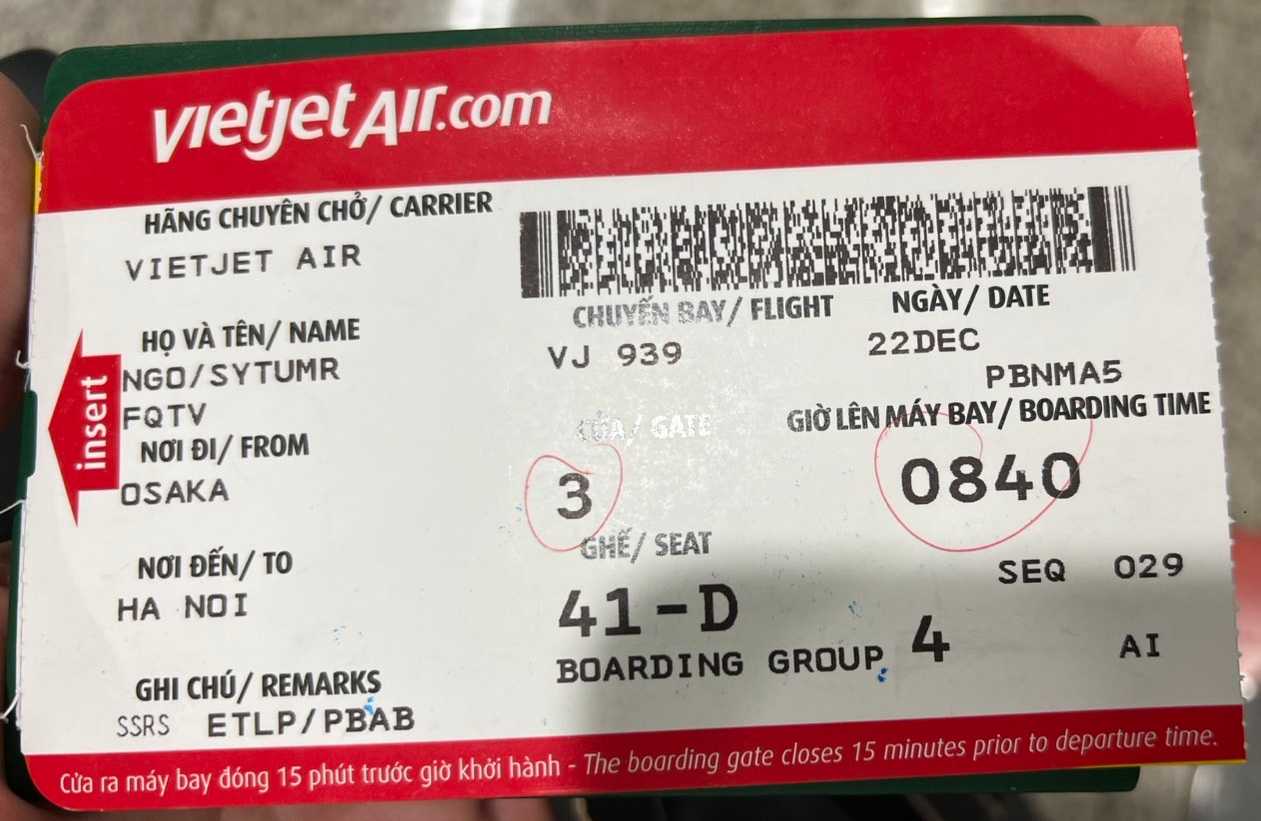 vietjetAir.com
HÃNG CHUYÊN CHỞ/ CARRIER
VIETJET AIR
HỌ VÀ TÊN/ NAME
NGO/SYTUMR
FQTV
NƠI ĐI/ FROM
OSAKA
NƠI ĐẾN/ TO
HA NOI
GHI CHÚ/ REMARKS
SSRS ETLP/PBAB
insert
CHUYẾN BAY/ FLIGHT
VJ 939
NGÀY/ DATE
22DEC
PBNMA5
CỬA/ GATE
3
GIỜ LÊN MÁY BAY/ BOARDING TIME
0840
GHẾ/ SEAT
41-D
SEQ 029
BOARDING GROUP 4
AI
Cửa ra máy bay đóng 15 phút trước giờ khởi hành - The boarding gate closes 15 minutes prior to departure time.